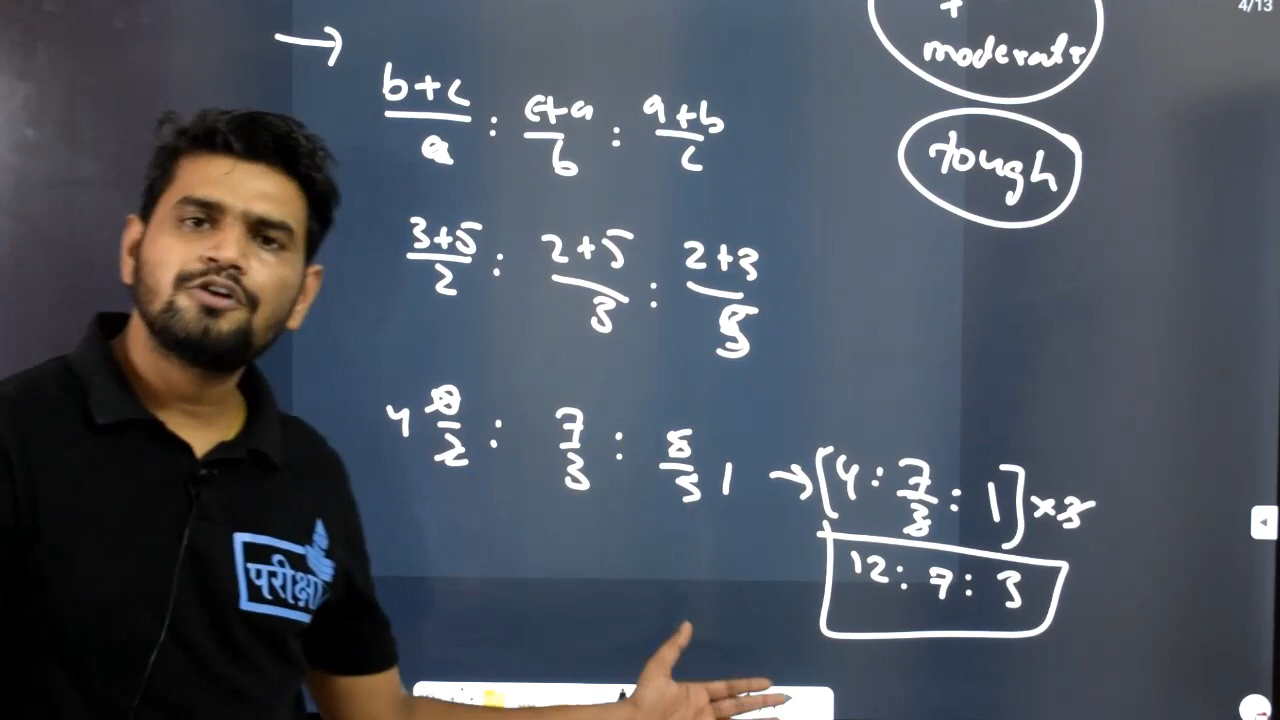 4/13
+
moderate
tough
→
b+c/a : c+a/b : a+b/c
3+5/2 : 2+5/3 : 2+3/5
4 8/2 : 7/3 : 5/5 1
→ [4 : 7/3 : 1] ×3
12 : 7 : 3
परीक्षा